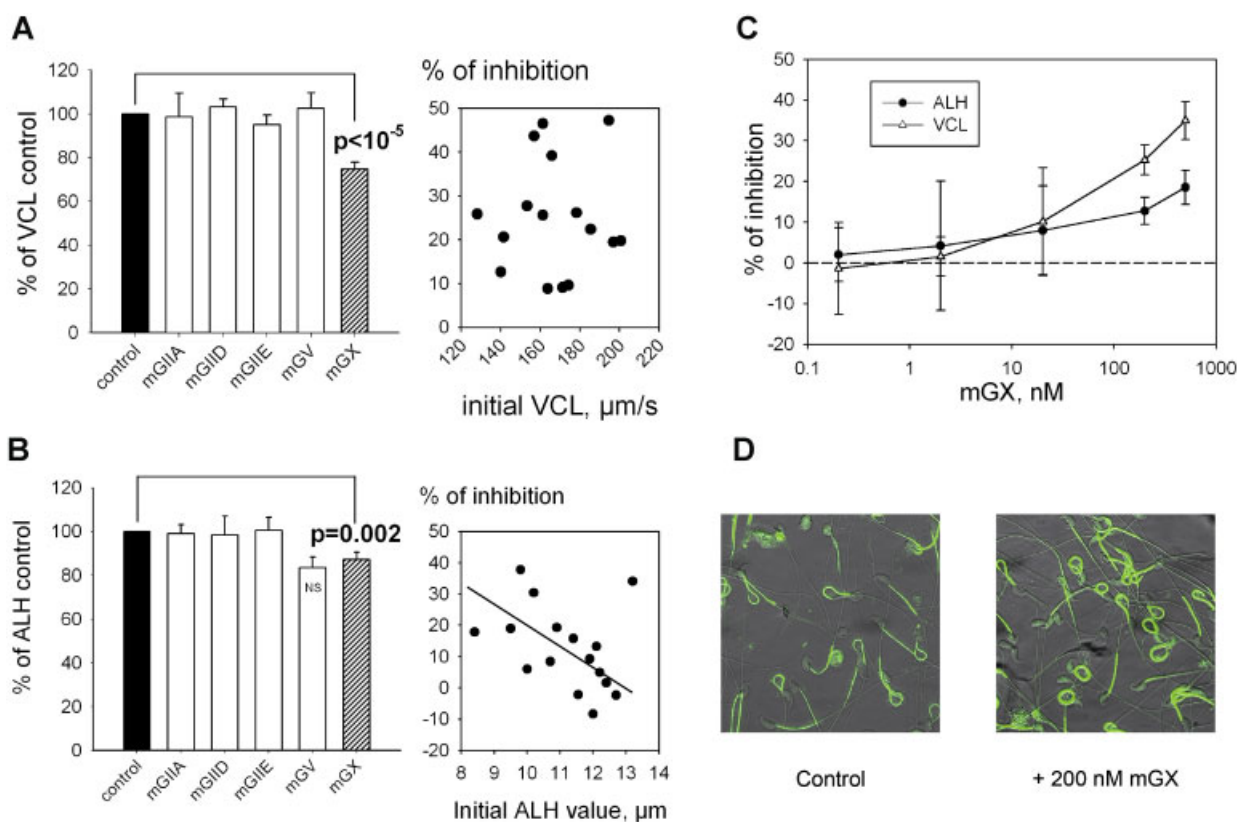 A
% of VCL control
120
100
80
60
40
20
0
p<10-5
control
mGIIA
mGIID
mGIIE
mGV
mGX
% of inhibition
50
40
30
20
10
0
120
140
160
180
200
220
initial VCL, µm/s
B
% of ALH control
120
100
80
60
40
20
0
p=0.002
NS
control
mGIIA
mGIID
mGIIE
mGV
mGX
% of inhibition
50
40
30
20
10
0
-10
-20
8
9
10
11
12
13
14
Initial ALH value, µm
C
% of inhibition
50
40
30
20
10
0
-10
-20
ALH
VCL
0.1
1
10
100
1000
mGX, nM
D
Control
+ 200 nM mGX